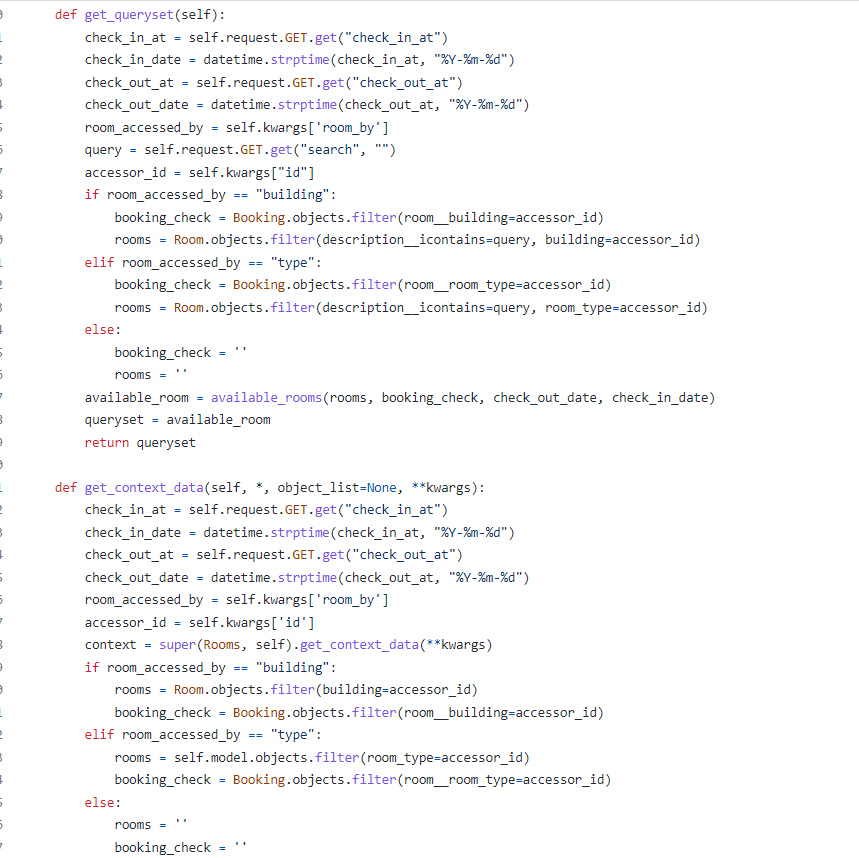 def get_queryset(self):
check_in_at = self.request.GET.get("check_in_at")
check_in_date = datetime.strptime(check_in_at, "%Y-%m-%d")
check_out_at = self.request.GET.get("check_out_at")
check_out_date = datetime.strptime(check_out_at, "%Y-%m-%d")
room_accessed_by = self.kwargs['room_by']
query = self.request.GET.get("search", "")
accessor_id = self.kwargs["id"]
if room_accessed_by == "building":
booking_check = Booking.objects.filter(room__building=accessor_id)
rooms = Room.objects.filter(description__icontains=query, building=accessor_id)
elif room_accessed_by == "type":
booking_check = Booking.objects.filter(room__room_type=accessor_id)
rooms = Room.objects.filter(description__icontains=query, room_type=accessor_id)
else:
booking_check = ''
rooms = ''
available_room = available_rooms(rooms, booking_check, check_out_date, check_in_date)
queryset = available_room
return queryset
def get_context_data(self, *, object_list=None, **kwargs):
check_in_at = self.request.GET.get("check_in_at")
check_in_date = datetime.strptime(check_in_at, "%Y-%m-%d")
check_out_at = self.request.GET.get("check_out_at")
check_out_date = datetime.strptime(check_out_at, "%Y-%m-%d")
room_accessed_by = self.kwargs['room_by']
accessor_id = self.kwargs['id']
context = super(Rooms, self).get_context_data(**kwargs)
if room_accessed_by == "building":
rooms = Room.objects.filter(building=accessor_id)
booking_check = Booking.objects.filter(room__building=accessor_id)
elif room_accessed_by == "type":
rooms = self.model.objects.filter(room_type=accessor_id)
booking_check = Booking.objects.filter(room__room_type=accessor_id)
else:
rooms = ''
booking_check = ''